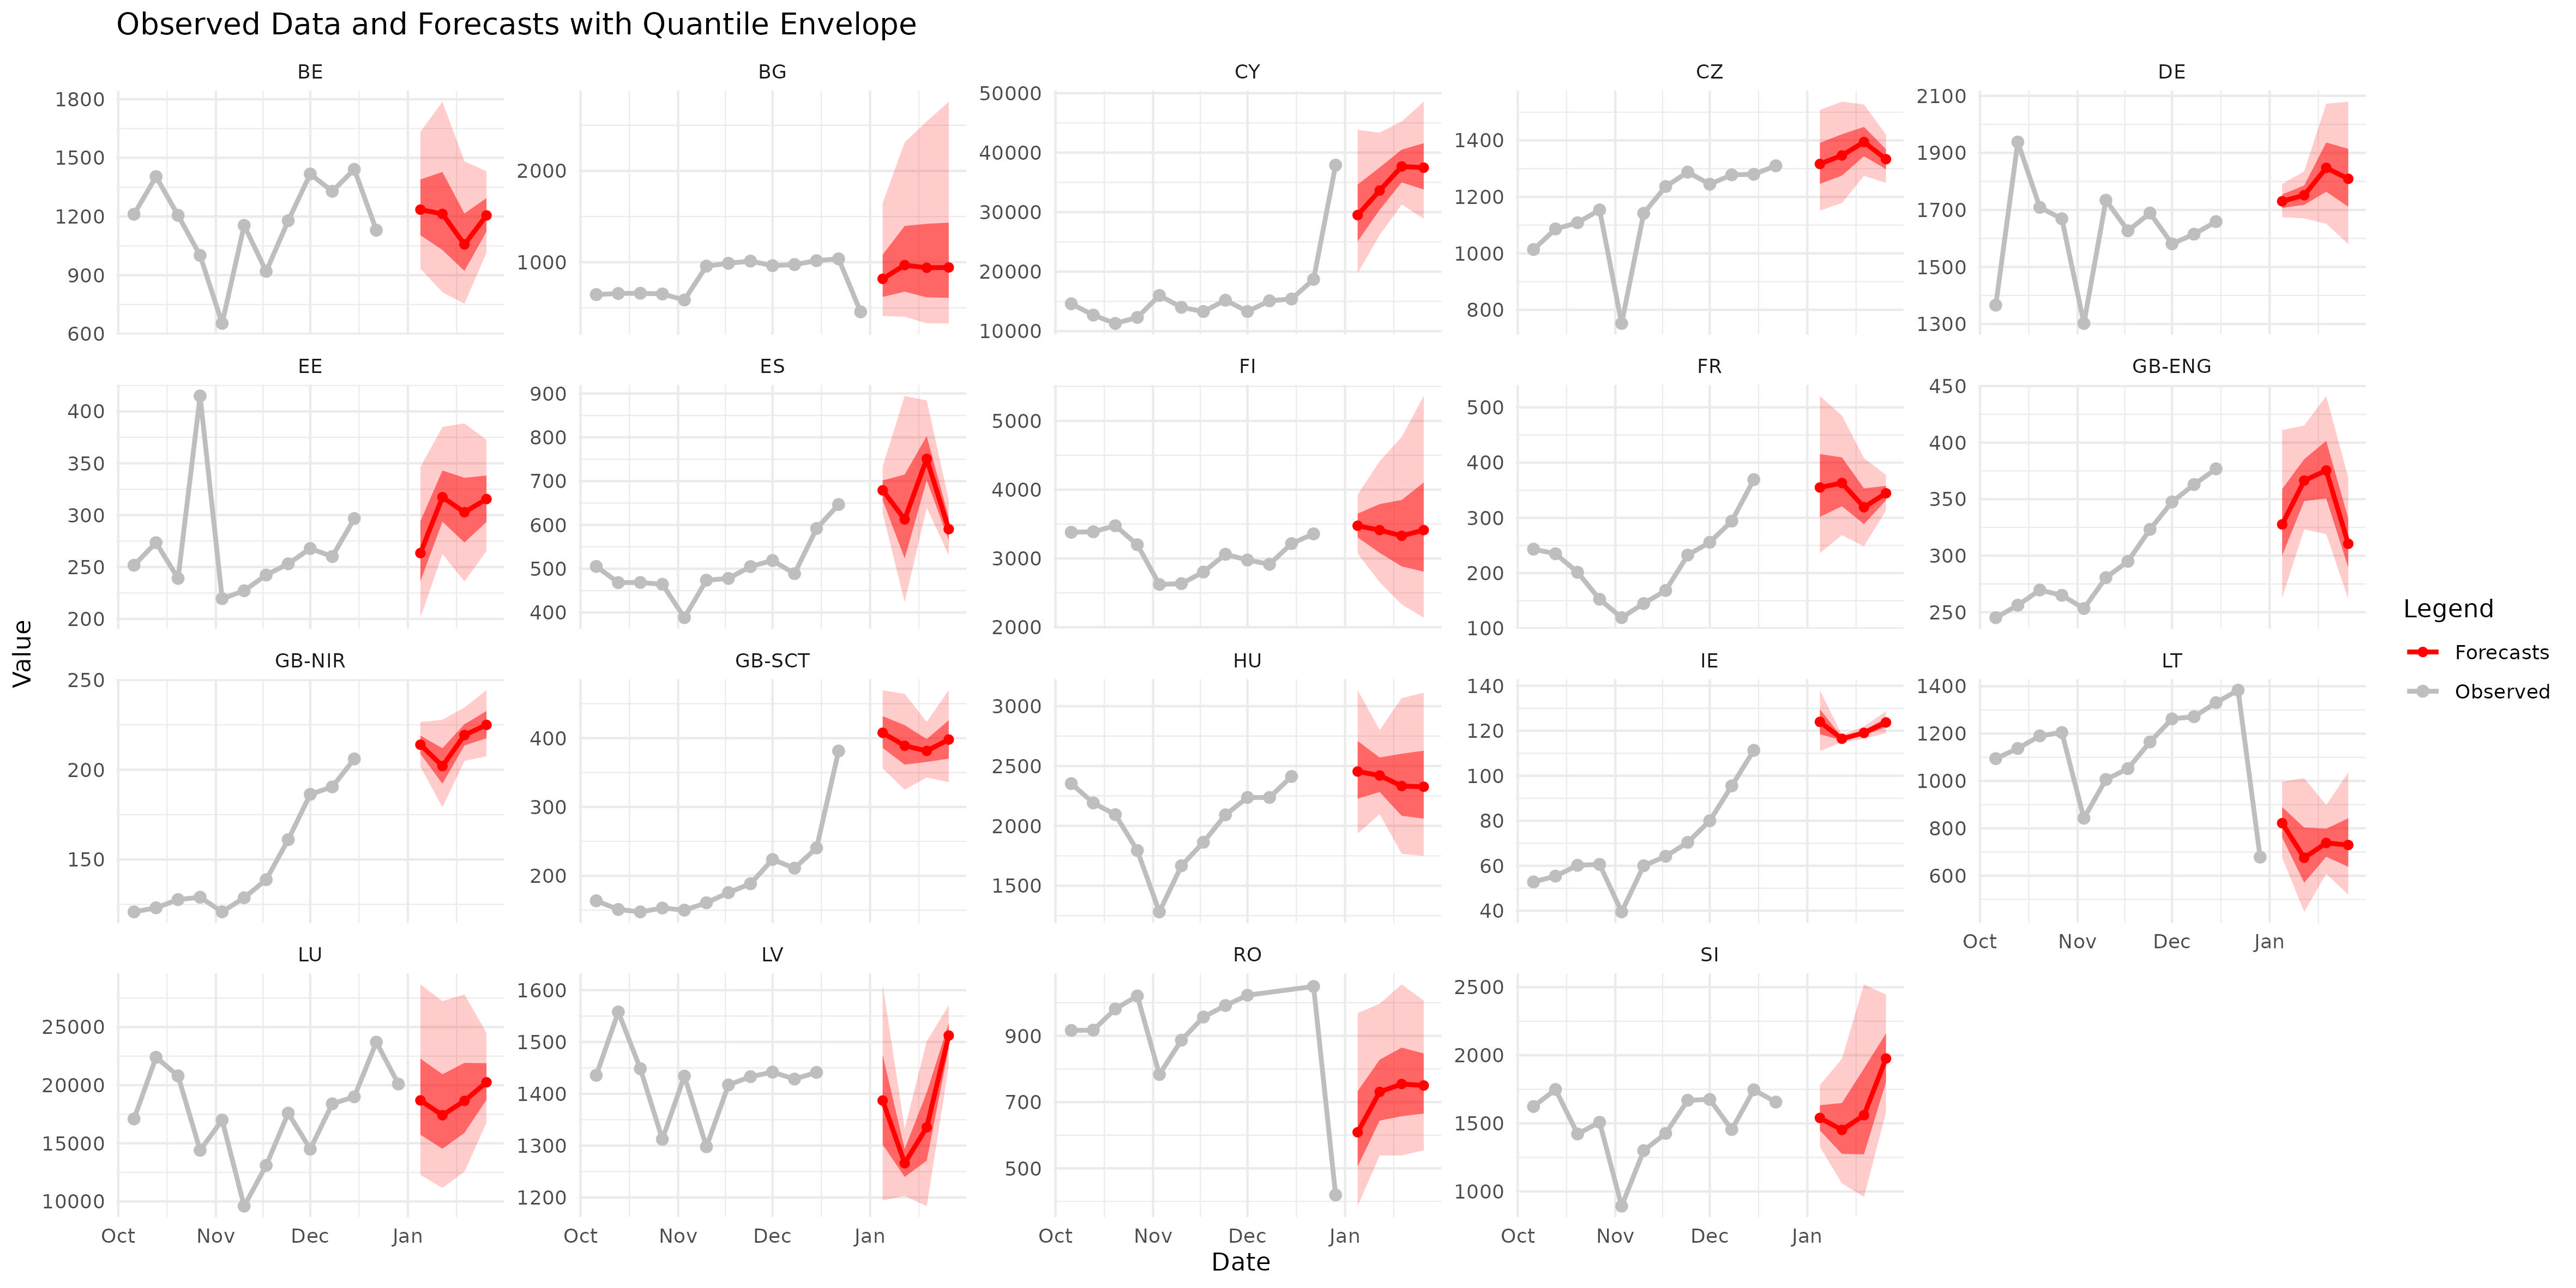 Observed Data and Forecasts with Quantile Envelope
BE
BG
CY
CZ
DE
1800
1500
1200
900
600
2000
1000
50000
40000
30000
20000
10000
1400
1200
1000
800
2100
1900
1700
1500
1300
EE
ES
FI
FR
GB-ENG
400
350
300
250
200
900
800
700
600
500
400
5000
4000
3000
2000
500
400
300
200
100
450
400
350
300
250
Value
Legend
Forecasts
Observed
GB-NIR
GB-SCT
HU
IE
LT
250
200
150
400
300
200
3000
2500
2000
1500
140
120
100
80
60
40
1400
1200
1000
800
600
Oct Nov Dec Jan
LU
LV
RO
SI
25000
20000
15000
10000
1600
1500
1400
1300
1200
900
700
500
2500
2000
1500
1000
Oct Nov Dec Jan
Oct Nov Dec Jan
Oct Nov Dec Jan
Oct Nov Dec Jan
Date